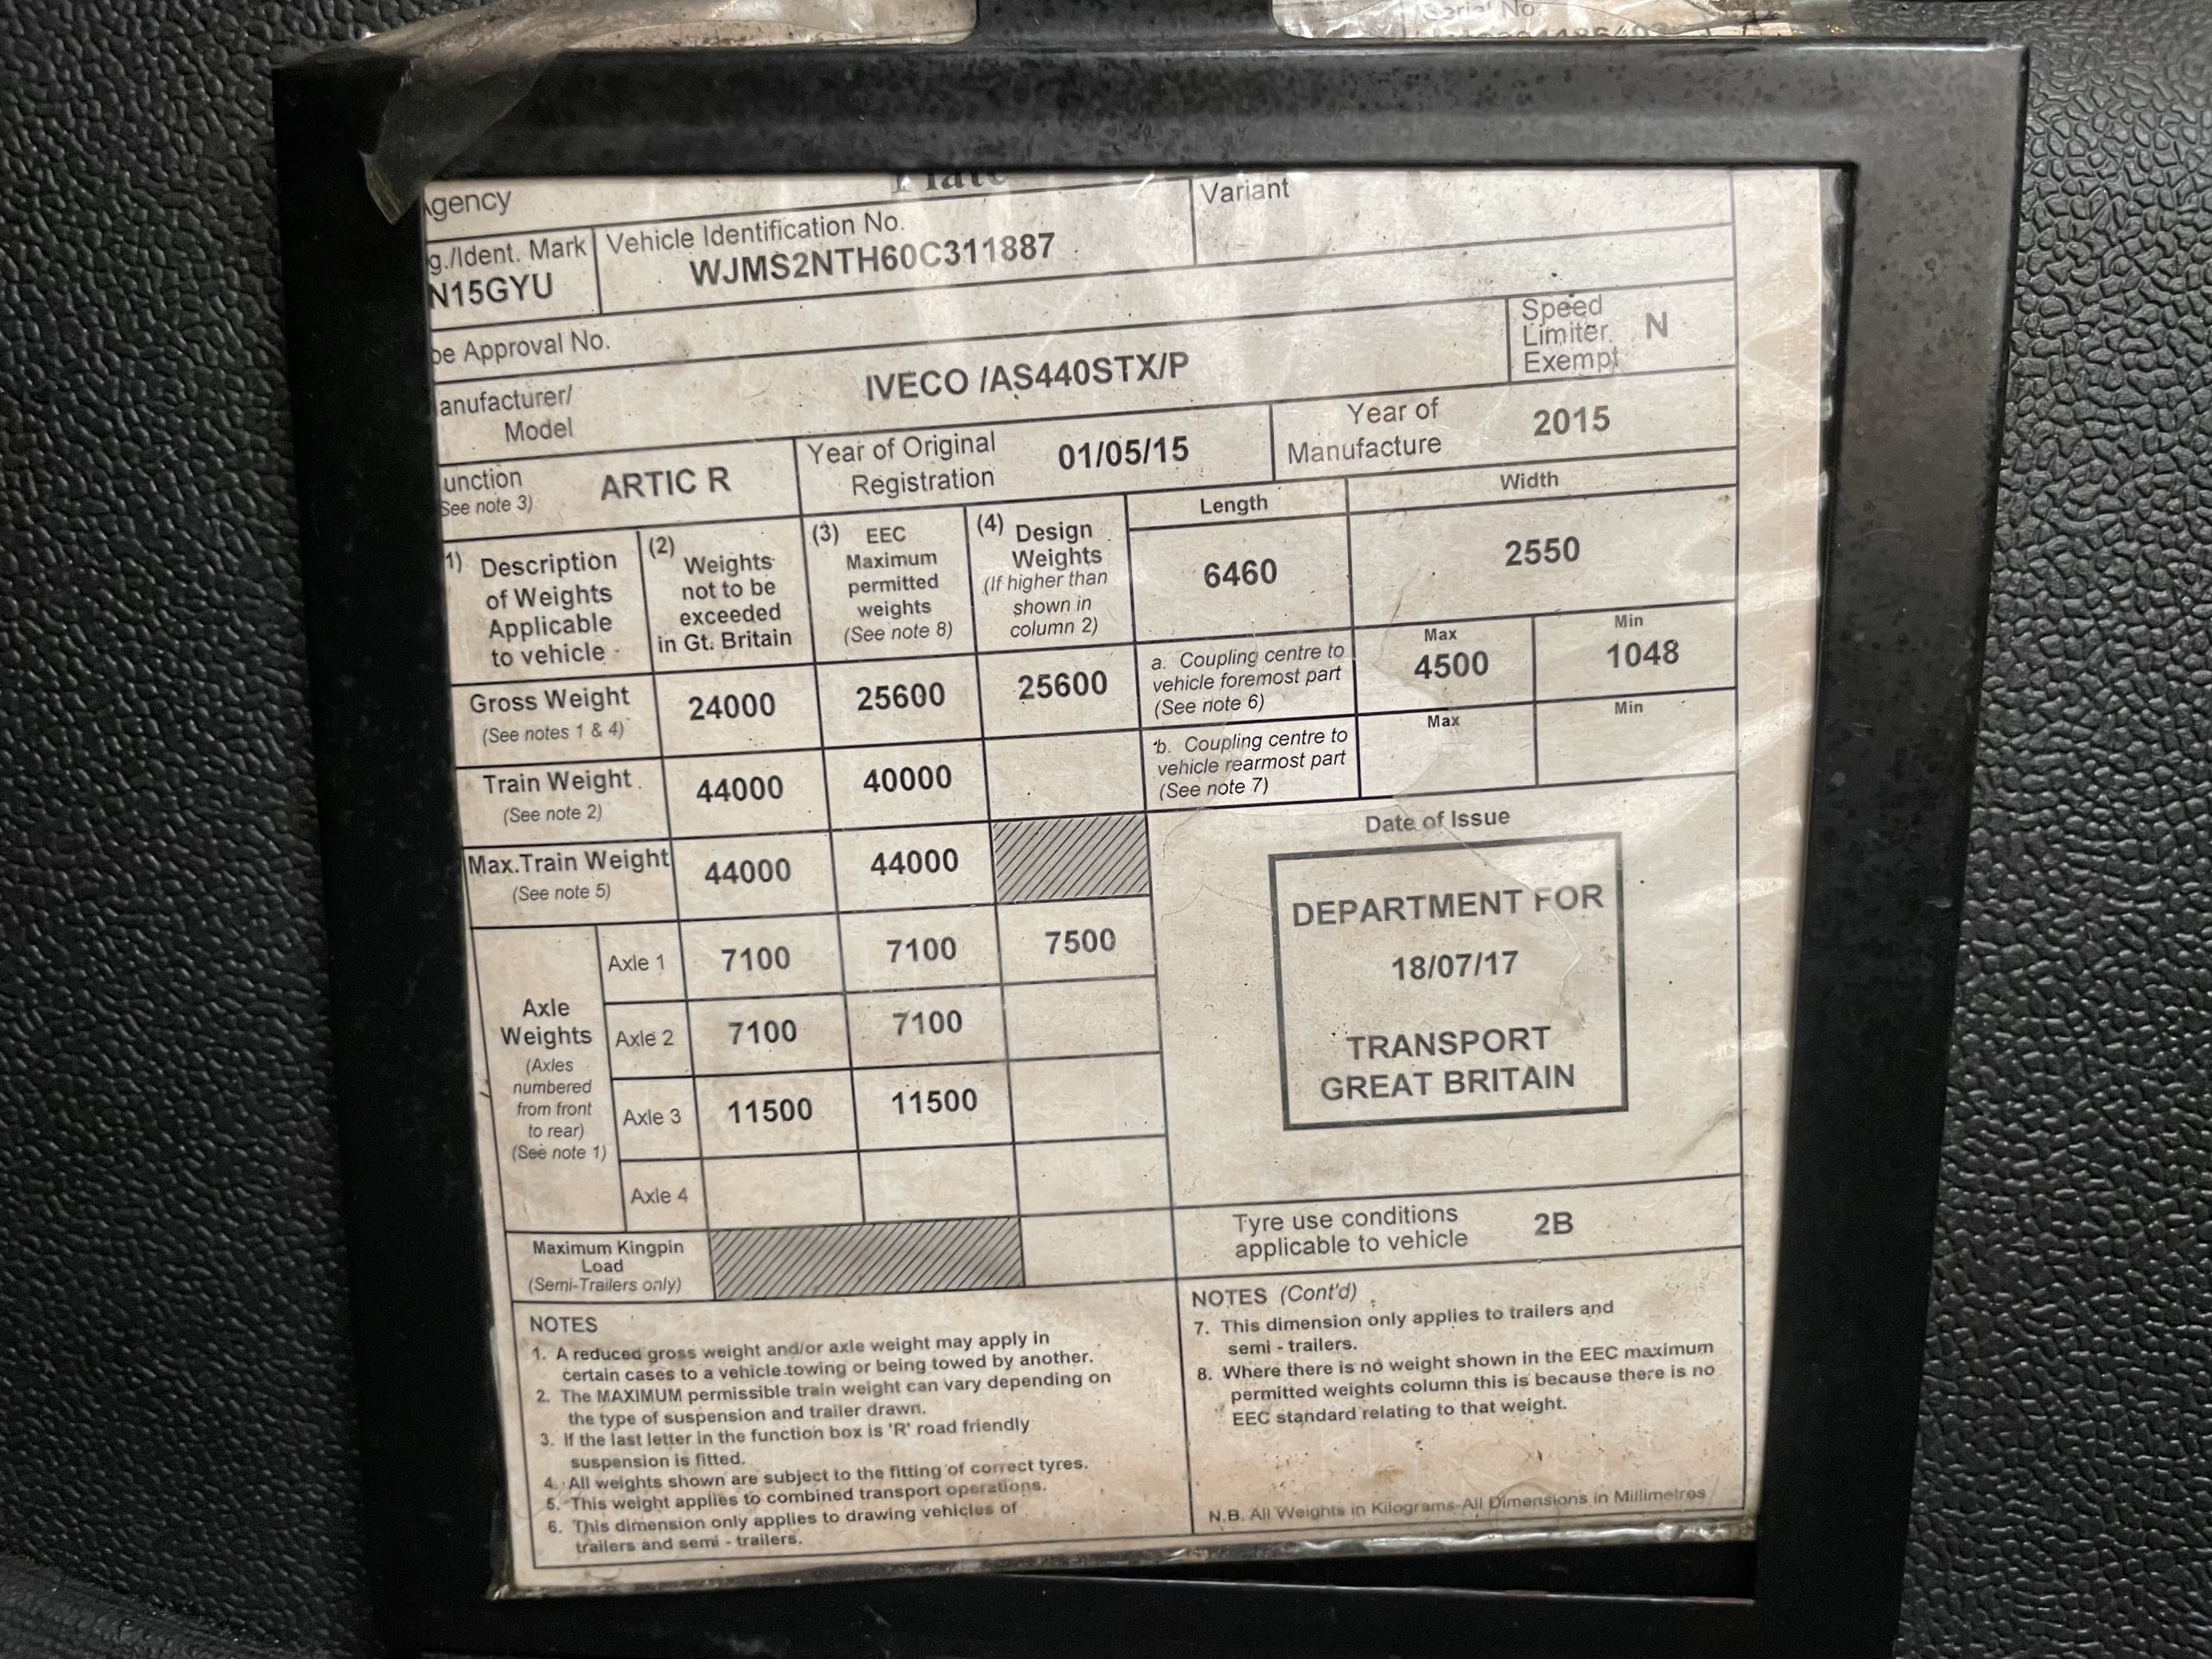 Serial No
Plate
Agency
Variant
g./Ident. Mark
Vehicle Identification No.
N15GYU
WJMS2NTH60C311887
pe Approval No.
Speed
Limiter
Exempt
N
anufacturer/
Model
IVECO /AS440STX/P
unction
See note 3)
ARTIC R
Year of Original
Registration
01/05/15
Year of
Manufacture
2015
1) Description
of Weights
Applicable
to vehicle
(2) Weights
not to be
exceeded
in Gt. Britain
(3) EEC
Maximum
permitted
weights
(See note 8)
(4) Design
Weights
(If higher than
shown in
column 2)
Length
6460
Width
2550
Gross Weight
(See notes 1 & 4)
24000
25600
25600
a. Coupling centre to
vehicle foremost part
(See note 6)
Max
4500
Min
1048
Train Weight
(See note 2)
44000
40000
b. Coupling centre to
vehicle rearmost part
(See note 7)
Max
Min
Max.Train Weight
(See note 5)
44000
44000
Date of Issue
DEPARTMENT FOR
18/07/17
TRANSPORT
GREAT BRITAIN
Axle
Weights
(Axles
numbered
from front
to rear)
(See note 1)
Axle 1
7100
7100
7500
Axle 2
7100
7100
Axle 3
11500
11500
Axle 4
Maximum Kingpin
Load
(Semi-Trailers only)
Tyre use conditions
applicable to vehicle
2B
NOTES
1. A reduced gross weight and/or axle weight may apply in
certain cases to a vehicle towing or being towed by another.
2. The MAXIMUM permissible train weight can vary depending on
the type of suspension and trailer drawn.
3. If the last letter in the function box is 'R' road friendly
suspension is fitted.
4. All weights shown are subject to the fitting of correct tyres.
5. This weight applies to combined transport operations.
6. This dimension only applies to drawing vehicles of
trailers and semi - trailers.
NOTES (Cont'd)
7. This dimension only applies to trailers and
semi - trailers.
8. Where there is no weight shown in the EEC maximum
permitted weights column this is because there is no
EEC standard relating to that weight.
N.B. All Weights in Kilograms-All Dimensions in Millimetres